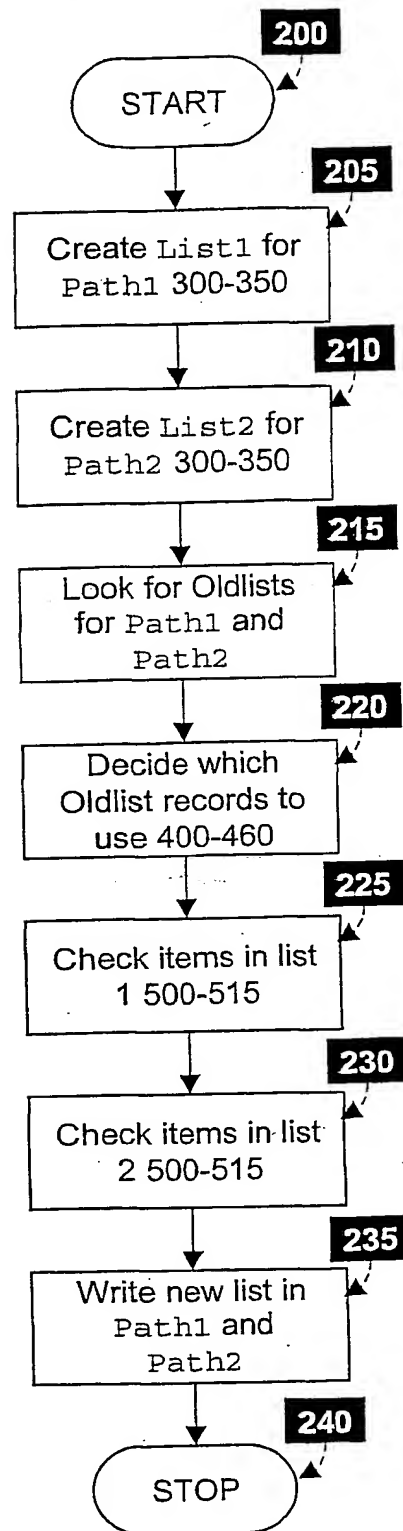 200
START
205
Create List1 for
Path1 300-350
210
Create List2 for
Path2 300-350
215
Look for Oldlists
for Path1 and
Path2
220
Decide which
Oldlist records to
use 400-460
225
Check items in list
1 500-515
230
Check items in list
2 500-515
235
Write new list in
Path1 and
Path2
240
STOP